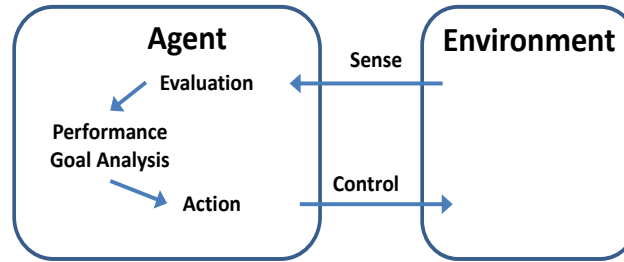 Agent
Environment
Sense
Evaluation
Performance
Goal Analysis
Control
Action